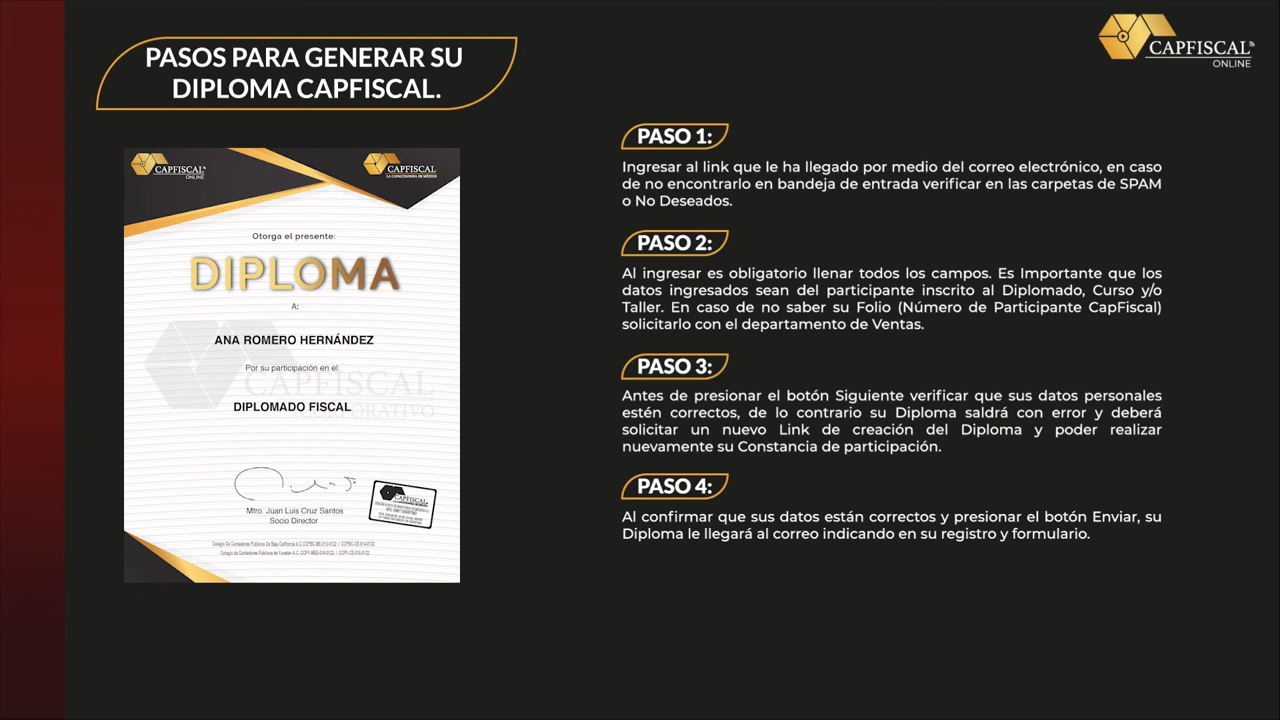 PASOS PARA GENERAR SU
DIPLOMA CAPFISCAL.
CAPFISCAL
ONLINE
CAPFISCAL
ONLINE
CAPFISCAL
LA CAPACITADORA DE MÉXICO
Otorga el presente:
DIPLOMA
A:
ANA ROMERO HERNÁNDEZ
Por su participación en el:
CAPFISCAL
DIPLOMADO FISCAL
Mtro. Juan Luis Cruz Santos
Socio Director
CAPFISCAL
PASO 1:
Ingresar al link que le ha llegado por medio del correo electrónico, en caso
de no encontrarlo en bandeja de entrada verificar en las carpetas de SPAM
o No Deseados.
PASO 2:
Al ingresar es obligatorio llenar todos los campos. Es Importante que los
datos ingresados sean del participante inscrito al Diplomado, Curso y/o
Taller. En caso de no saber su Folio (Número de Participante CapFiscal)
solicitarlo con el departamento de Ventas.
PASO 3:
Antes de presionar el botón Siguiente verificar que sus datos personales
estén correctos, de lo contrario su Diploma saldrá con error y deberá
solicitar un nuevo Link de creación del Diploma y poder realizar
nuevamente su Constancia de participación.
PASO 4:
Al confirmar que sus datos están correctos y presionar el botón Enviar, su
Diploma le llegará al correo indicando en su registro y formulario.